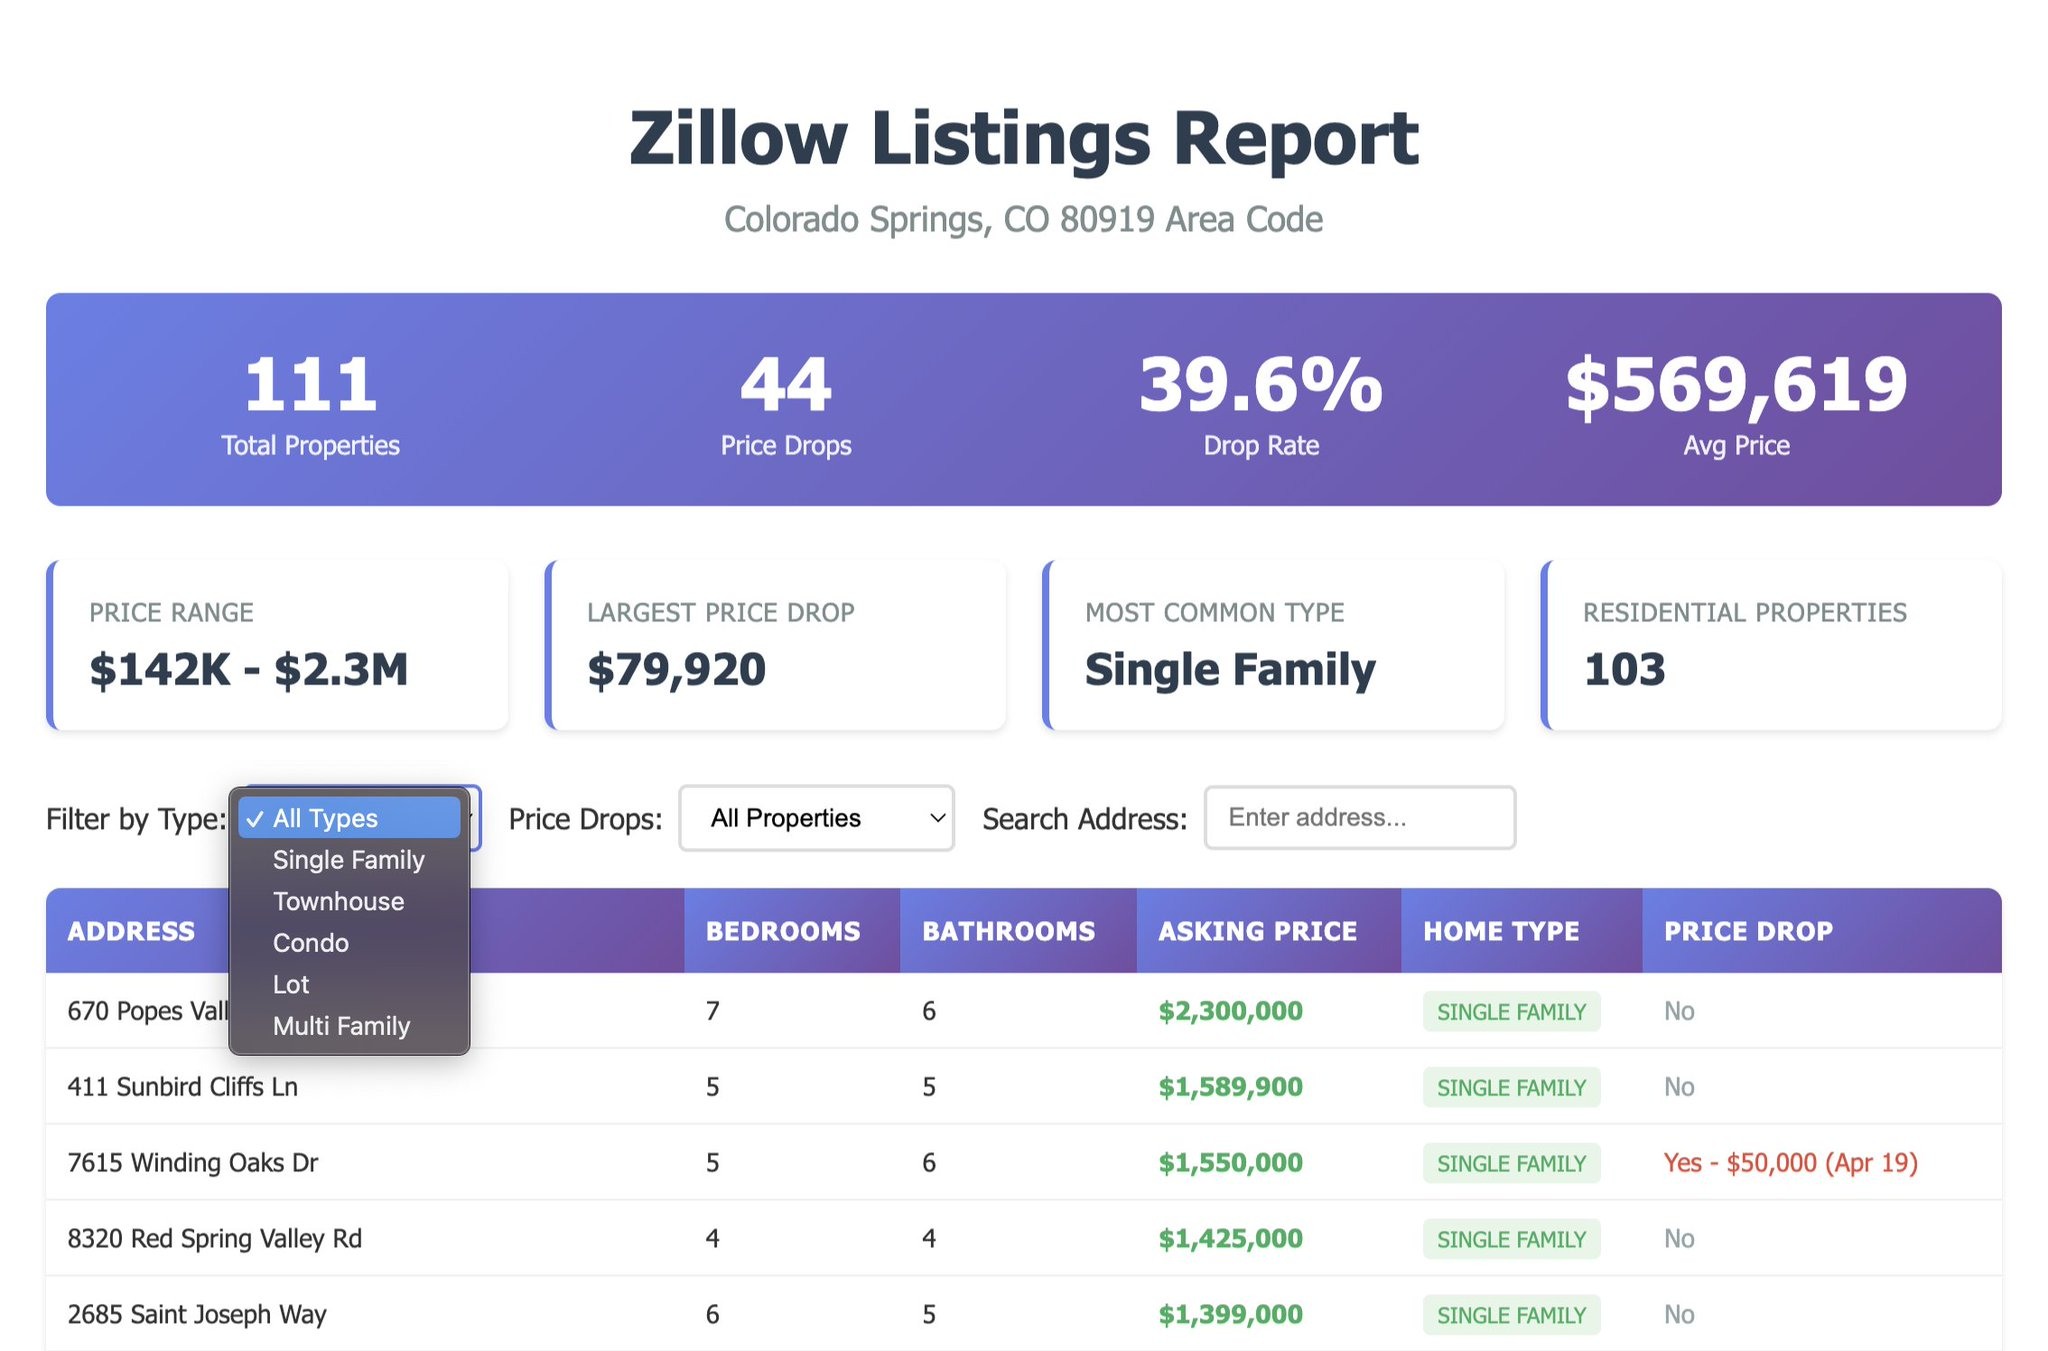 Zillow Listings Report
Colorado Springs, CO 80919 Area Code
111
Total Properties
44
Price Drops
39.6%
Drop Rate
$569,619
Avg Price
PRICE RANGE
$142K - $2.3M
LARGEST PRICE DROP
$79,920
MOST COMMON TYPE
Single Family
RESIDENTIAL PROPERTIES
103
Filter by Type:
✓ All Types
Single Family
Townhouse
Condo
Lot
Multi Family
Price Drops: All Properties
Search Address: Enter address...
ADDRESS BEDROOMS BATHROOMS ASKING PRICE HOME TYPE PRICE DROP
670 Popes 7 6 $2,300,000 SINGLE FAMILY No
411 Sunbird Cliffs Ln 5 5 $1,589,900 SINGLE FAMILY No
7615 Winding Oaks Dr 5 6 $1,550,000 SINGLE FAMILY Yes - $50,000 (Apr 19)
8320 Red Spring Valley Rd 4 4 $1,425,000 SINGLE FAMILY No
2685 Saint Joseph Way 6 5 $1,399,000 SINGLE FAMILY No